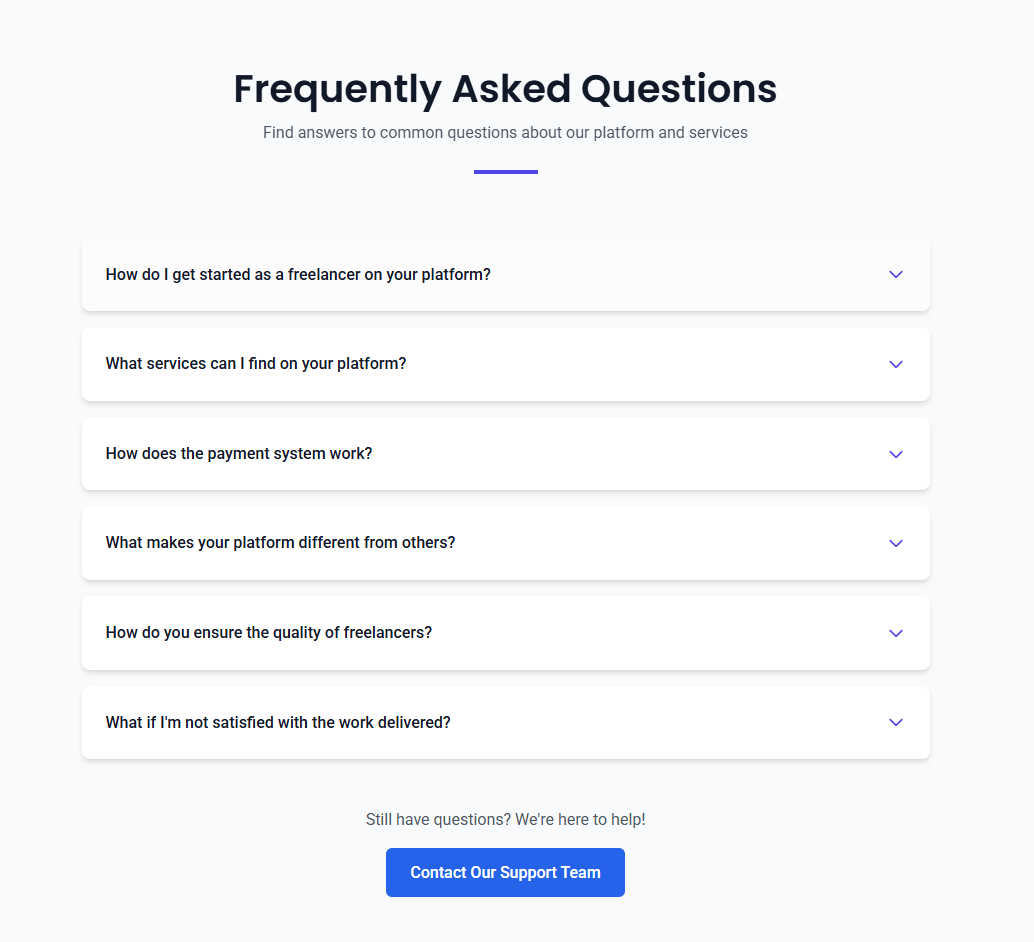 Frequently Asked Questions
Find answers to common questions about our platform and services
How do I get started as a freelancer on your platform?
What services can I find on your platform?
How does the payment system work?
What makes your platform different from others?
How do you ensure the quality of freelancers?
What if I'm not satisfied with the work delivered?
Still have questions? We're here to help!
Contact Our Support Team